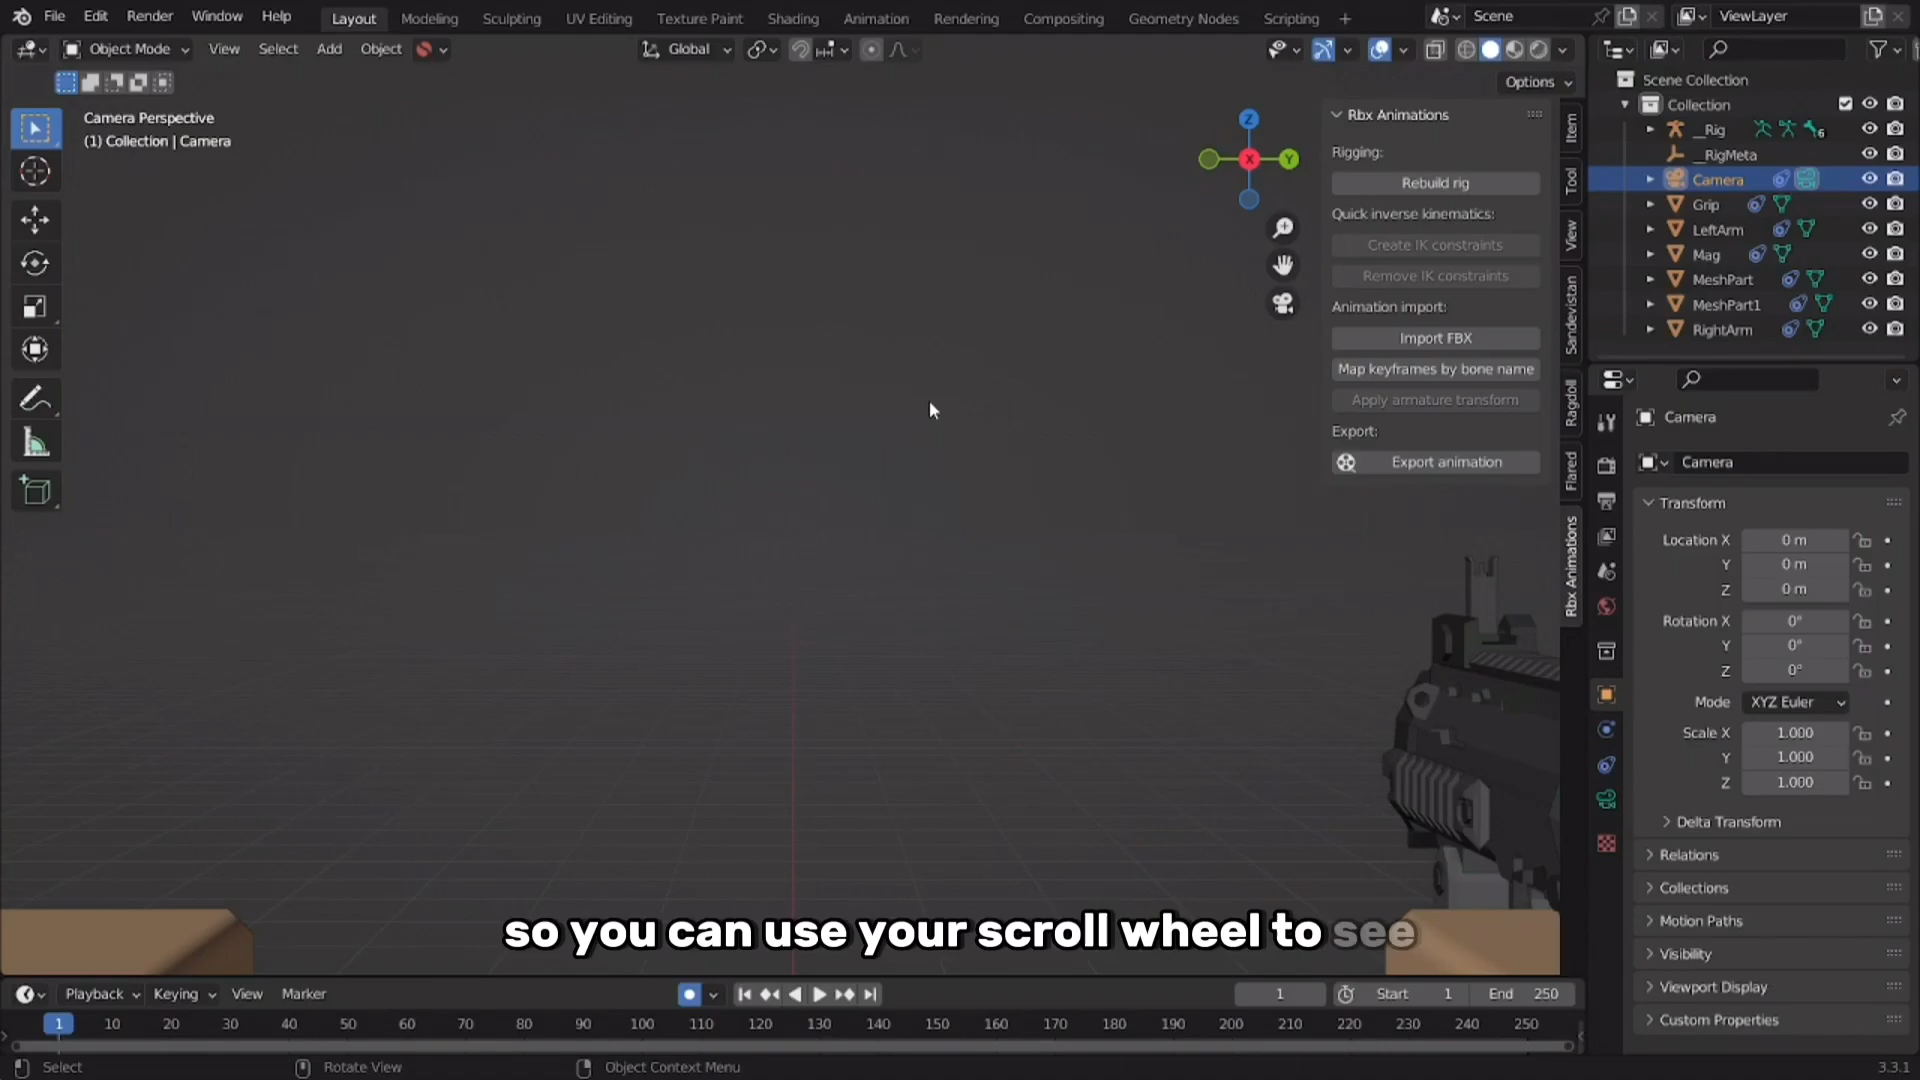 File Edit Render Window Help Layout Modeling Sculpting UV Editing Texture Paint Shading Animation Rendering Compositing Geometry Nodes Scripting + Scene ViewLayer
Object Mode View Select Add Object Global
Options
Camera Perspective
(1) Collection | Camera
Z
X
Y
Rbx Animations
Rigging:
Rebuild rig
Quick inverse kinematics:
Create IK constraints
Remove IK constraints
Animation import:
Import FBX
Map keyframes by bone name
Apply armature transform
Export:
Export animation
Item
Tool
View
Sandevistan
Ragdoll
Flared
Rbx Animations
Scene Collection
Collection
__Rig 6
__RigMeta
Camera
Grip
LeftArm
Mag
MeshPart
MeshPart1
RightArm
Camera
Camera
Transform
Location X 0 m
Y 0 m
Z 0 m
Rotation X 0°
Y 0°
Z 0°
Mode XYZ Euler
Scale X 1.000
Y 1.000
Z 1.000
Delta Transform
Relations
Collections
Motion Paths
Visibility
Viewport Display
Custom Properties
so you can use your scroll wheel to see
Playback Keying View Marker 1 Start 1 End 250
1 10 20 30 40 50 60 70 80 90 100 110 120 130 140 150 160 170 180 190 200 210 220 230 240 250
Select Rotate View Object Context Menu 3.3.1